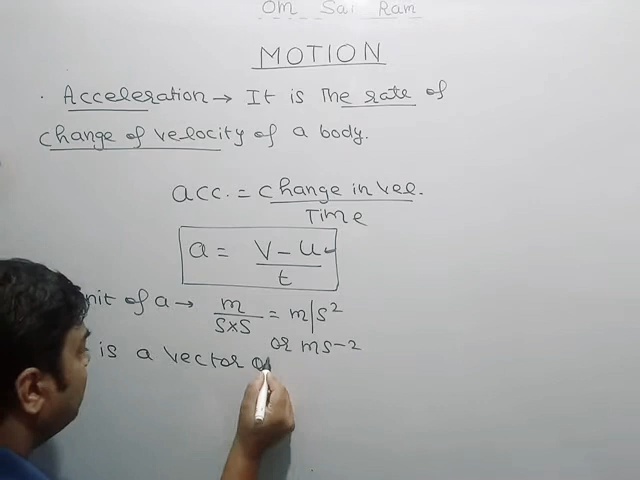 Om Sai Ram
MOTION
· Acceleration → It is The rate of
change of velocity of a body.
acc. = change in vel.
Time
a = v - u
t
nit of a → m
s×s
= m/s²
or ms-2
is a vector